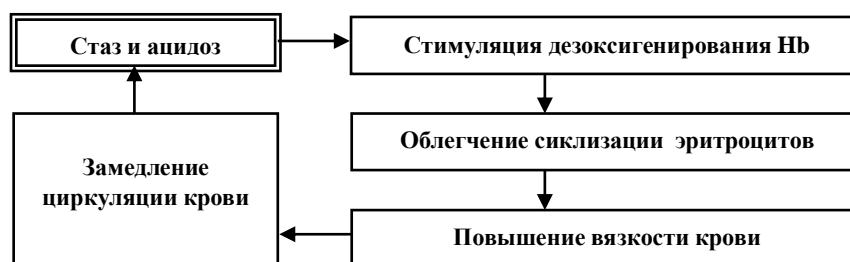 Стаз и ацидоз
Стимуляция дезоксигенирования Hb
Облегчение сиклизации эритроцитов
Замедление
циркуляции крови
Повышение вязкости крови